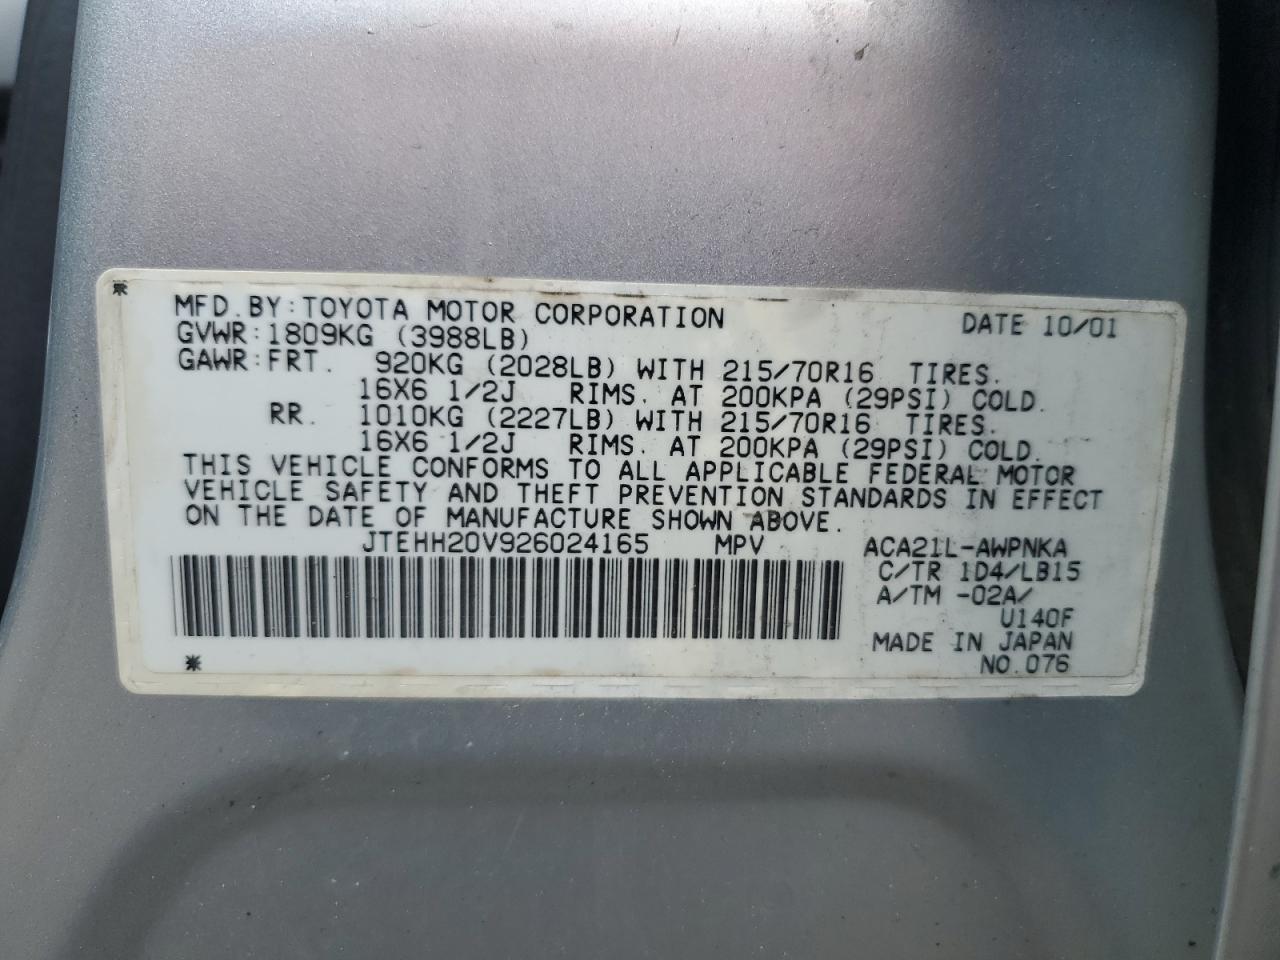 MFD. BY: TOYOTA MOTOR CORPORATION DATE 10/01
GVWR: 1809KG (3988LB)
GAWR: FRT. 920KG (2028LB) WITH 215/70R16 TIRES.
16X6 1/2J RIMS. AT 200KPA (29PSI) COLD.
RR. 1010KG (2227LB) WITH 215/70R16 TIRES.
16X6 1/2J RIMS. AT 200KPA (29PSI) COLD.
THIS VEHICLE CONFORMS TO ALL APPLICABLE FEDERAL MOTOR
VEHICLE SAFETY AND THEFT PREVENTION STANDARDS IN EFFECT
ON THE DATE OF MANUFACTURE SHOWN ABOVE.
JTEHH20V926024165 MPV ACA21L-AWPNKA
C/TR 1D4/LB15
A/TM -02A/
U140F
MADE IN JAPAN
NO.076